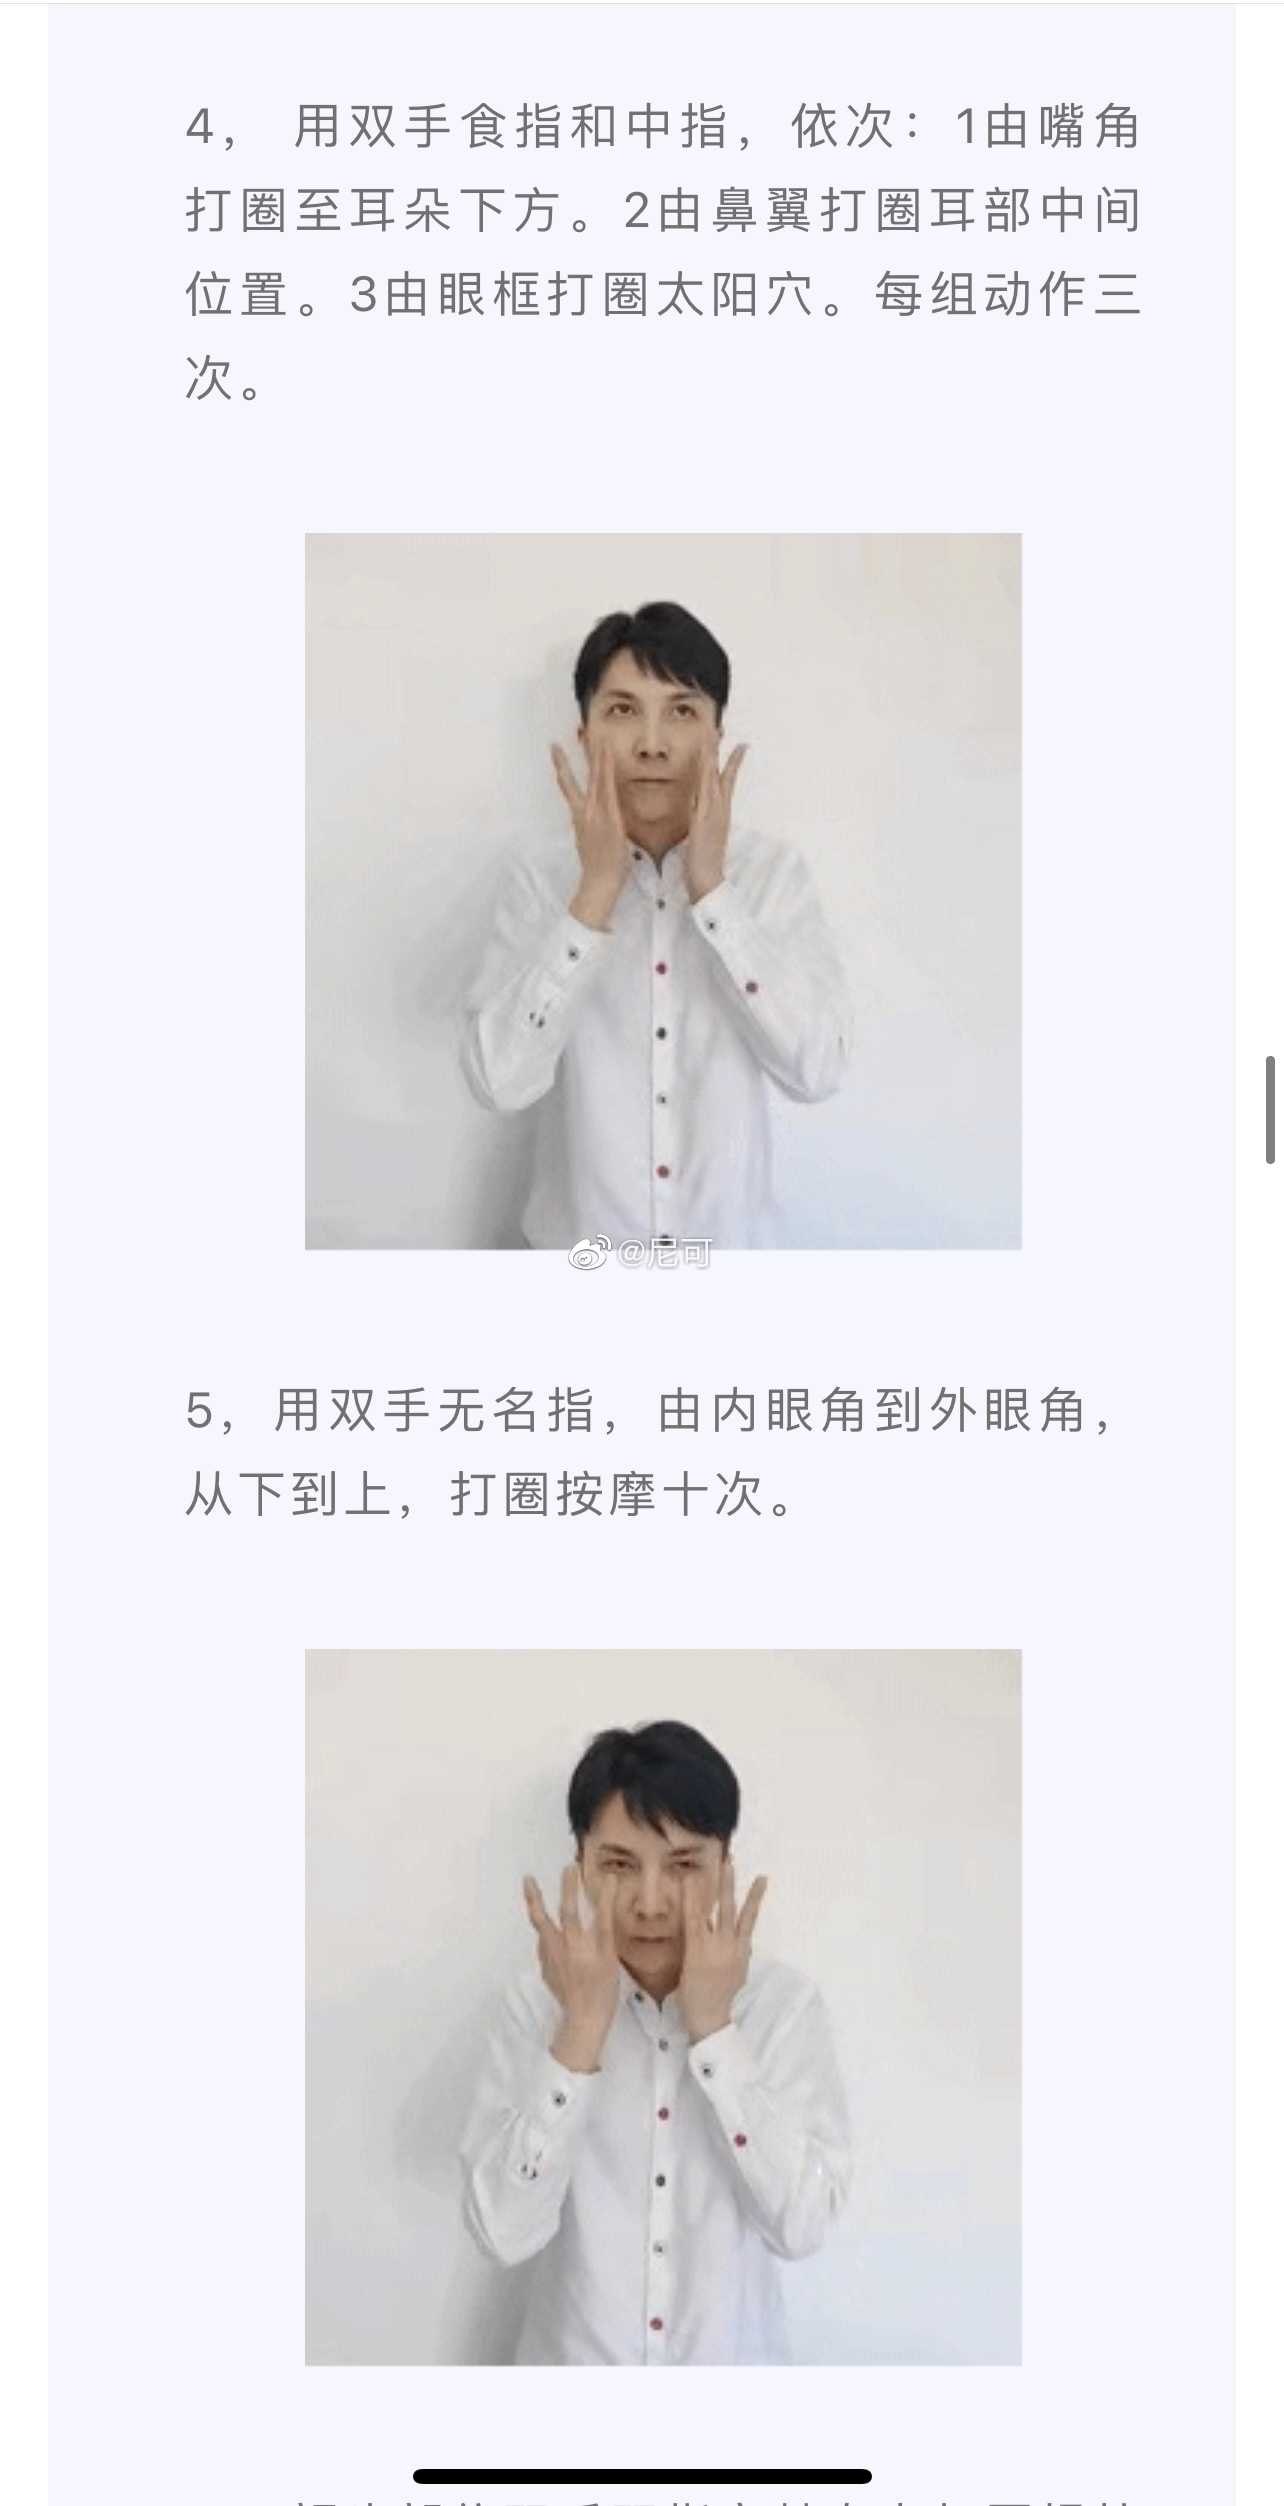 4， 用双手食指和中指，依次：1由嘴角
打圈至耳朵下方。2由鼻翼打圈耳部中间
位置。3由眼框打圈太阳穴。每组动作三
次。
@尼可
5，用双手无名指，由内眼角到外眼角，
从下到上，打圈按摩十次。